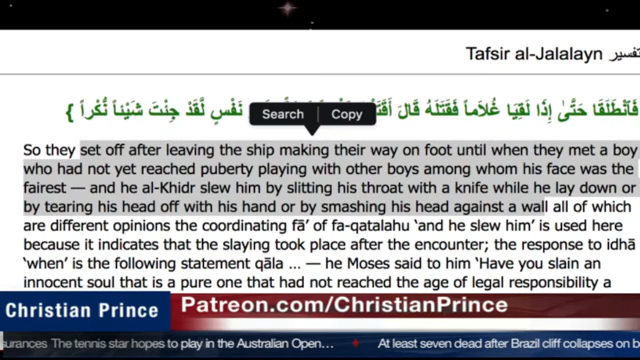 تفسير Tafsir al-Jalalayn
فَٱنْطَلَقَا حَتَّىٰ إِذَا لَقِيَا غُلاَماً فَقَتَلَهُ قَالَ نَفْسٍ لَّقَدْ جِئْتَ شَيْئاً نُّكْراً }
Search Copy
So they set off after leaving the ship making their way on foot until when they met a boy
who had not yet reached puberty playing with other boys among whom his face was the
fairest — and he al-Khidr slew him by slitting his throat with a knife while he lay down or
by tearing his head off with his hand or by smashing his head against a wall all of which
are different opinions the coordinating fā’ of fa-qatalahu ‘and he slew him’ is used here
because it indicates that the slaying took place after the encounter; the response to idhā
‘when’ is the following statement qāla ... — he Moses said to him ‘Have you slain an
innocent soul that is a pure one that had not reached the age of legal responsibility a
Christian Prince
Patreon.com/ChristianPrince
surances The tennis star hopes to play in the Australian Open... At least seven dead after Brazil cliff collapses on b